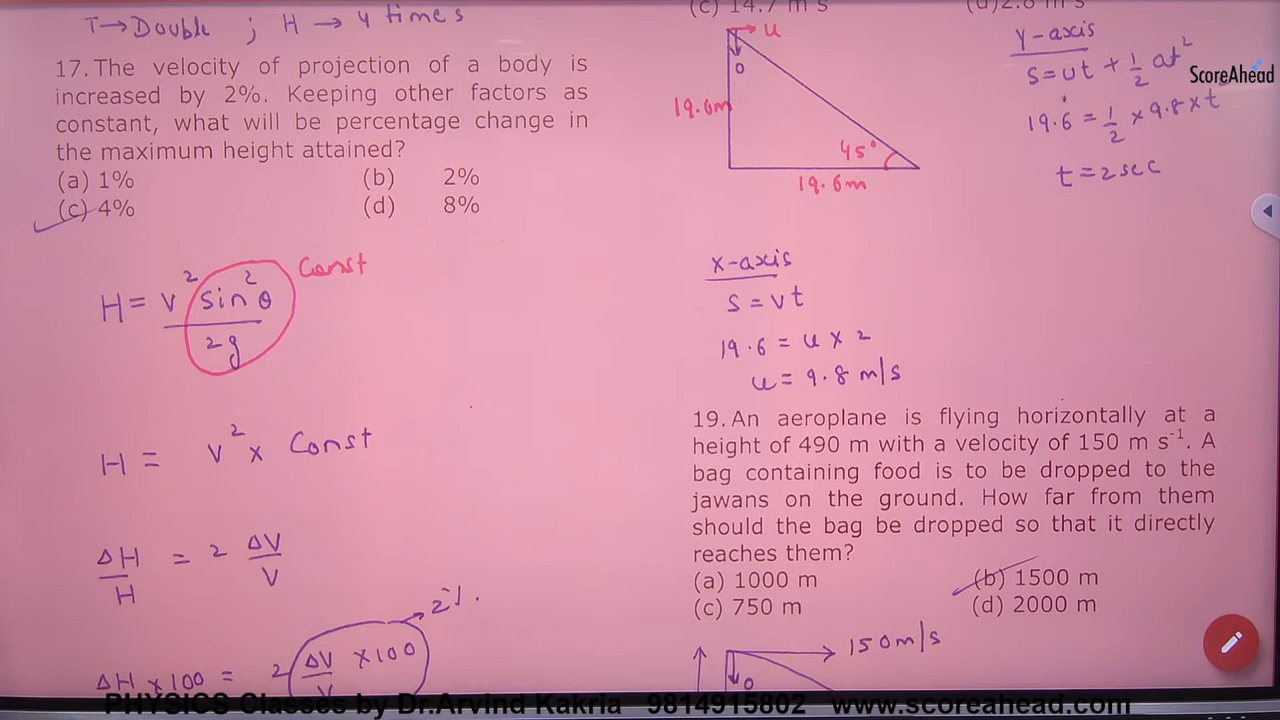 T→Double ; H → 4 times
17. The velocity of projection of a body is
increased by 2%. Keeping other factors as
constant, what will be percentage change in
the maximum height attained?
(a) 1% (b) 2%
(c) 4% (d) 8%
H = v² sin²θ
2g
Const
H = v² x Const
ΔH = 2 ΔV
H V
2%.
ΔH x100 = 2 ΔV x100
V
(c) 14.7 m s
u
0
19.6m
45°
19.6m
Y-axis
s=ut + 1/2 at²
19.6 = 1/2 x 9.8 x t
t = 2 sec
ScoreAhead
x-axis
s = vt
19.6 = u x 2
u = 9.8 m/s
19. An aeroplane is flying horizontally at a
height of 490 m with a velocity of 150 m s⁻¹. A
bag containing food is to be dropped to the
jawans on the ground. How far from them
should the bag be dropped so that it directly
reaches them?
(a) 1000 m (b) 1500 m
(c) 750 m (d) 2000 m
150m/s
0
PHYSICS Classes by Dr.Arvind Kakria 9814915802 www.scoreahead.com